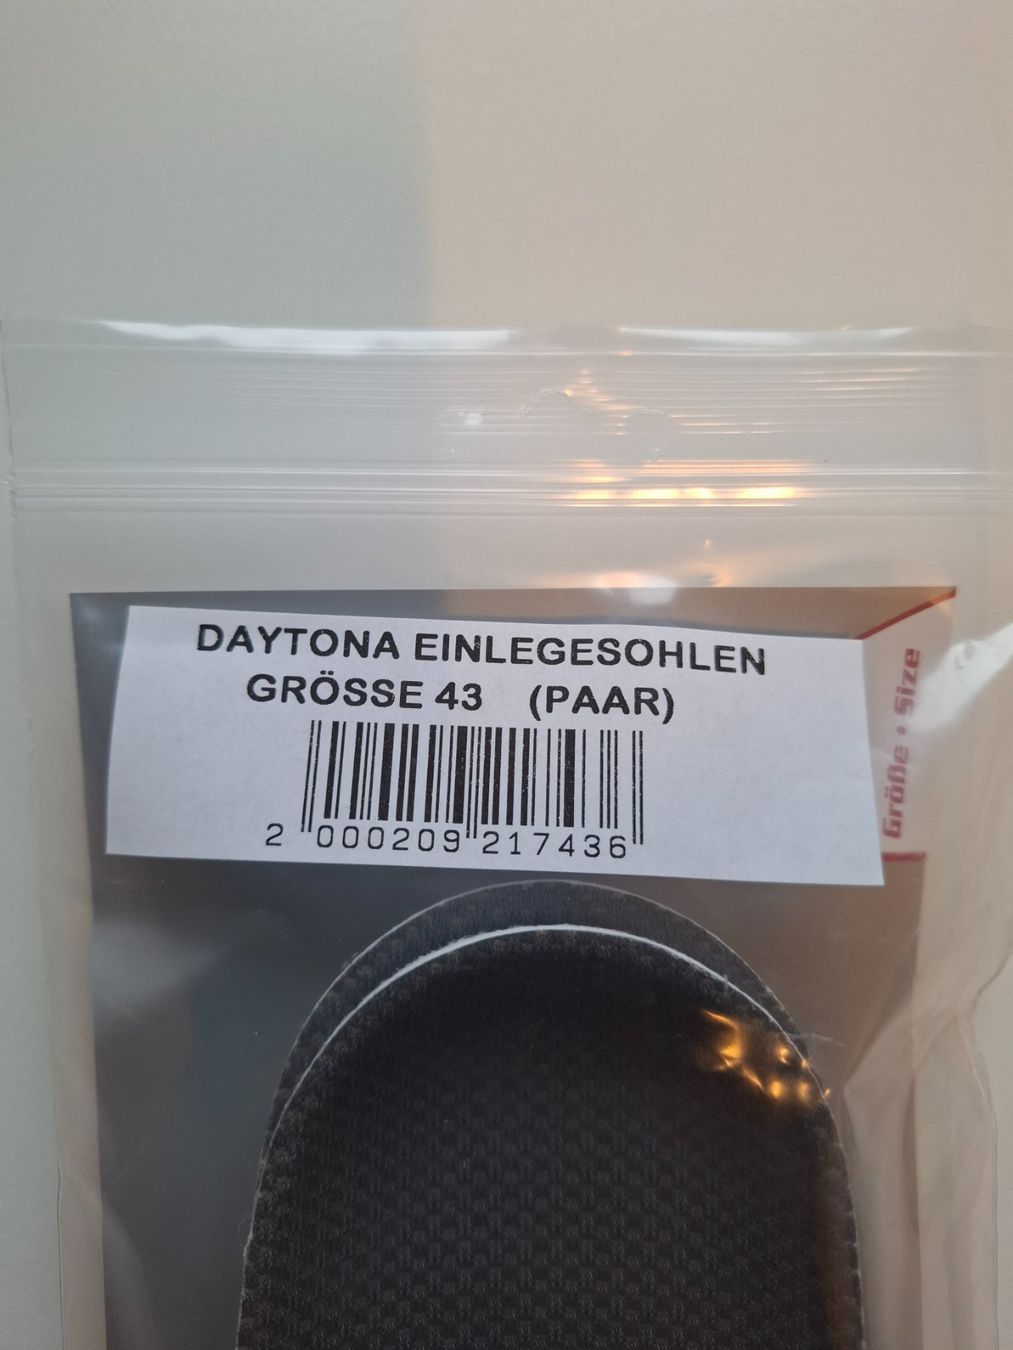 DAYTONA EINLEGESOHLEN
GRÖSSE 43 (PAAR)
2 000209 217436
Größe • Size